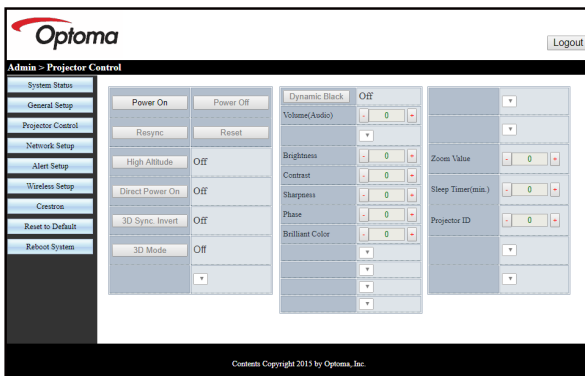 Optoma
Logout
Admin > Projector Control
System Status
General Setup
Projector Control
Network Setup
Alert Setup
Wireless Setup
Crestron
Reset to Default
Reboot System
Power On Power Off
Resync Reset
High Altitude Off
Direct Power On Off
3D Sync. Invert Off
3D Mode Off
Dynamic Black Off
Volume(Audio) - 0 +
Brightness - 0 +
Contrast - 0 +
Sharpness - 0 +
Phase - 0 +
Brilliant Color - 0 +
Zoom Value - 0 +
Sleep Timer(min.) - 0 +
Projector ID - 0 +
Contents Copyright 2015 by Optoma, Inc.